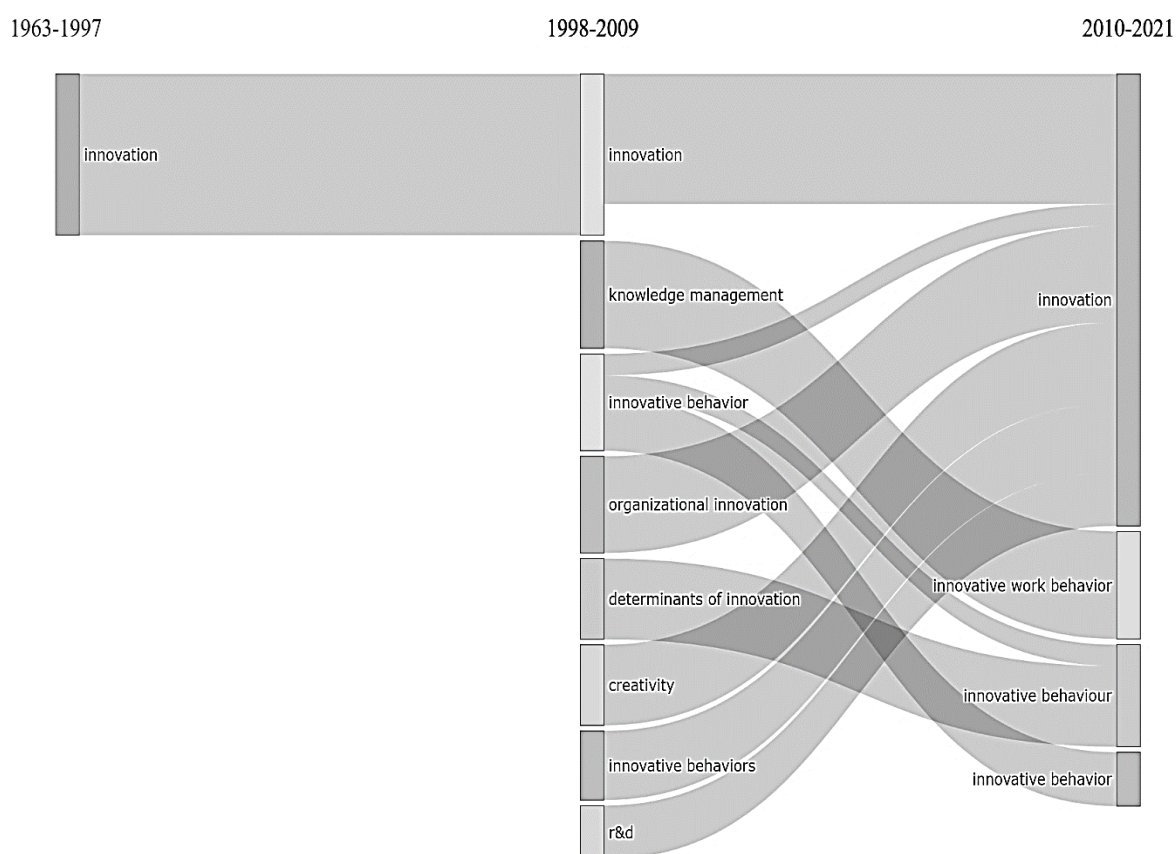 1963-1997
1998-2009
2010-2021
innovation
innovation
knowledge management
innovative behavior
organizational innovation
determinants of innovation
creativity
innovative behaviors
r&d
innovation
innovative work behavior
innovative behaviour
innovative behavior